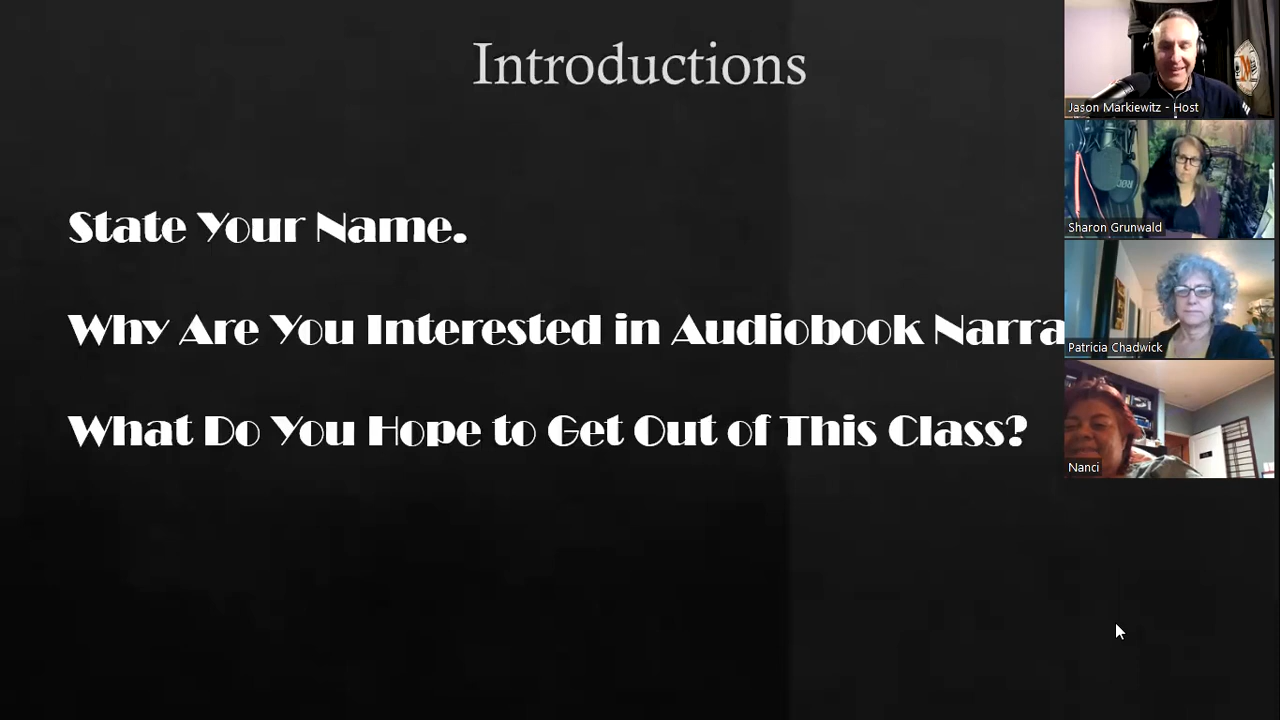 Introductions
State Your Name.
Why Are You Interested in Audiobook Narra
What Do You Hope to Get Out of This Class?
Jason Markiewitz - Host
Sharon Grunwald
Patricia Chadwick
Nanci